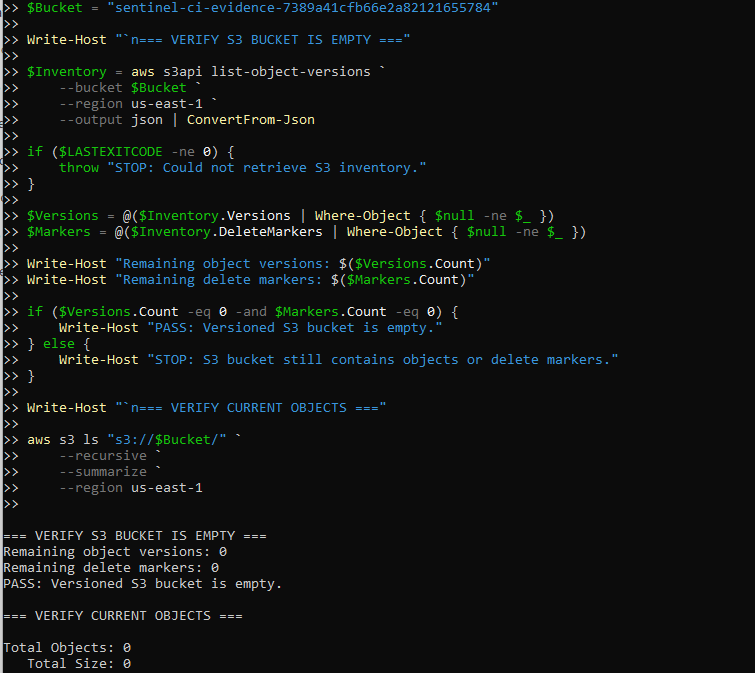 >> $Bucket = "sentinel-ci-evidence-7389a41cfb66e2a82121655784"
>>
>> Write-Host "`n=== VERIFY S3 BUCKET IS EMPTY ==="
>>
>> $Inventory = aws s3api list-object-versions `
>>     --bucket $Bucket `
>>     --region us-east-1 `
>>     --output json | ConvertFrom-Json
>>
>> if ($LASTEXITCODE -ne 0) {
>>     throw "STOP: Could not retrieve S3 inventory."
>> }
>>
>> $Versions = @($Inventory.Versions | Where-Object { $null -ne $_ })
>> $Markers = @($Inventory.DeleteMarkers | Where-Object { $null -ne $_ })
>>
>> Write-Host "Remaining object versions: $($Versions.Count)"
>> Write-Host "Remaining delete markers: $($Markers.Count)"
>>
>> if ($Versions.Count -eq 0 -and $Markers.Count -eq 0) {
>>     Write-Host "PASS: Versioned S3 bucket is empty."
>> } else {
>>     Write-Host "STOP: S3 bucket still contains objects or delete markers."
>> }
>>
>> Write-Host "`n=== VERIFY CURRENT OBJECTS ==="
>>
>> aws s3 ls "s3://$Bucket/" `
>>     --recursive `
>>     --summarize `
>>     --region us-east-1
>>

=== VERIFY S3 BUCKET IS EMPTY ===
Remaining object versions: 0
Remaining delete markers: 0
PASS: Versioned S3 bucket is empty.

=== VERIFY CURRENT OBJECTS ===

Total Objects: 0
   Total Size: 0